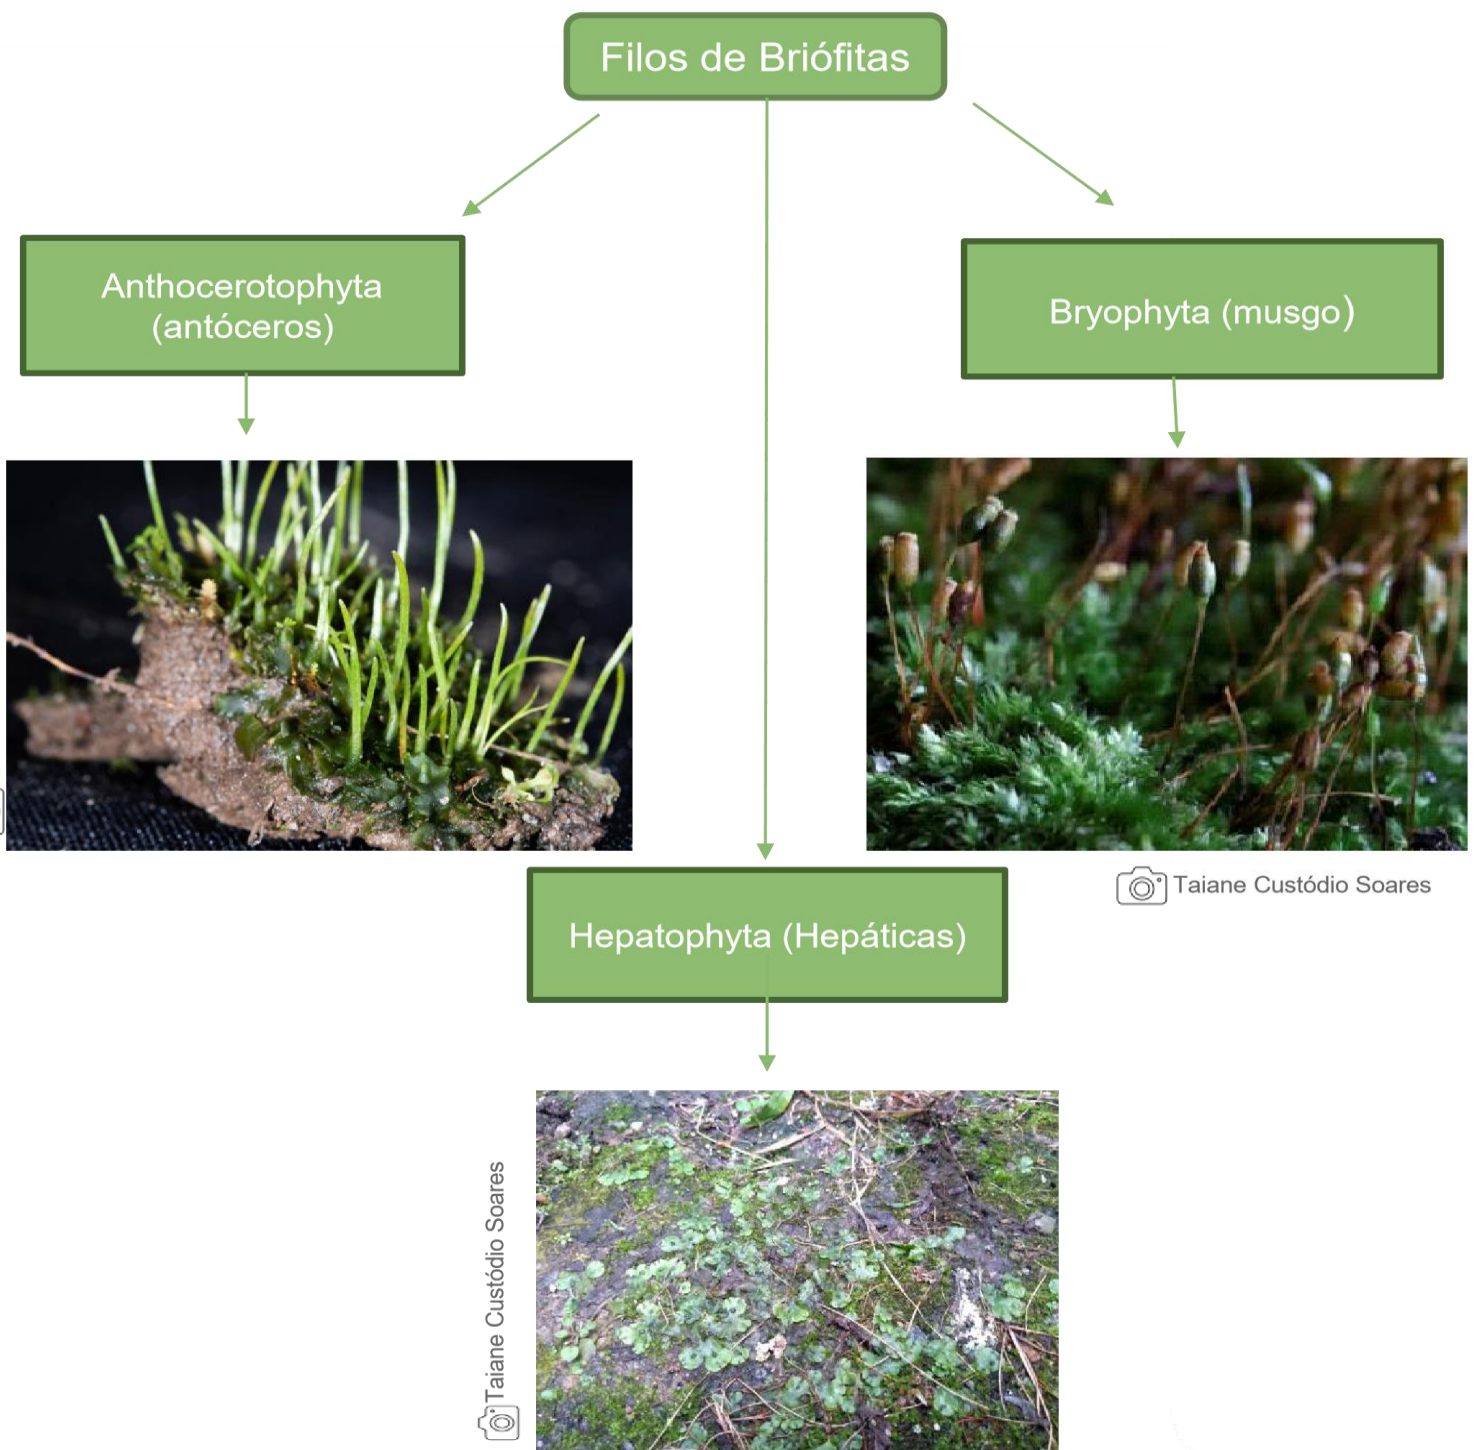 Filos de Briófitas
Anthocerotophyta
(antóceros)
Bryophyta (musgo)
Taiane Custódio Soares
Hepatophyta (Hepáticas)
Taiane Custódio Soares